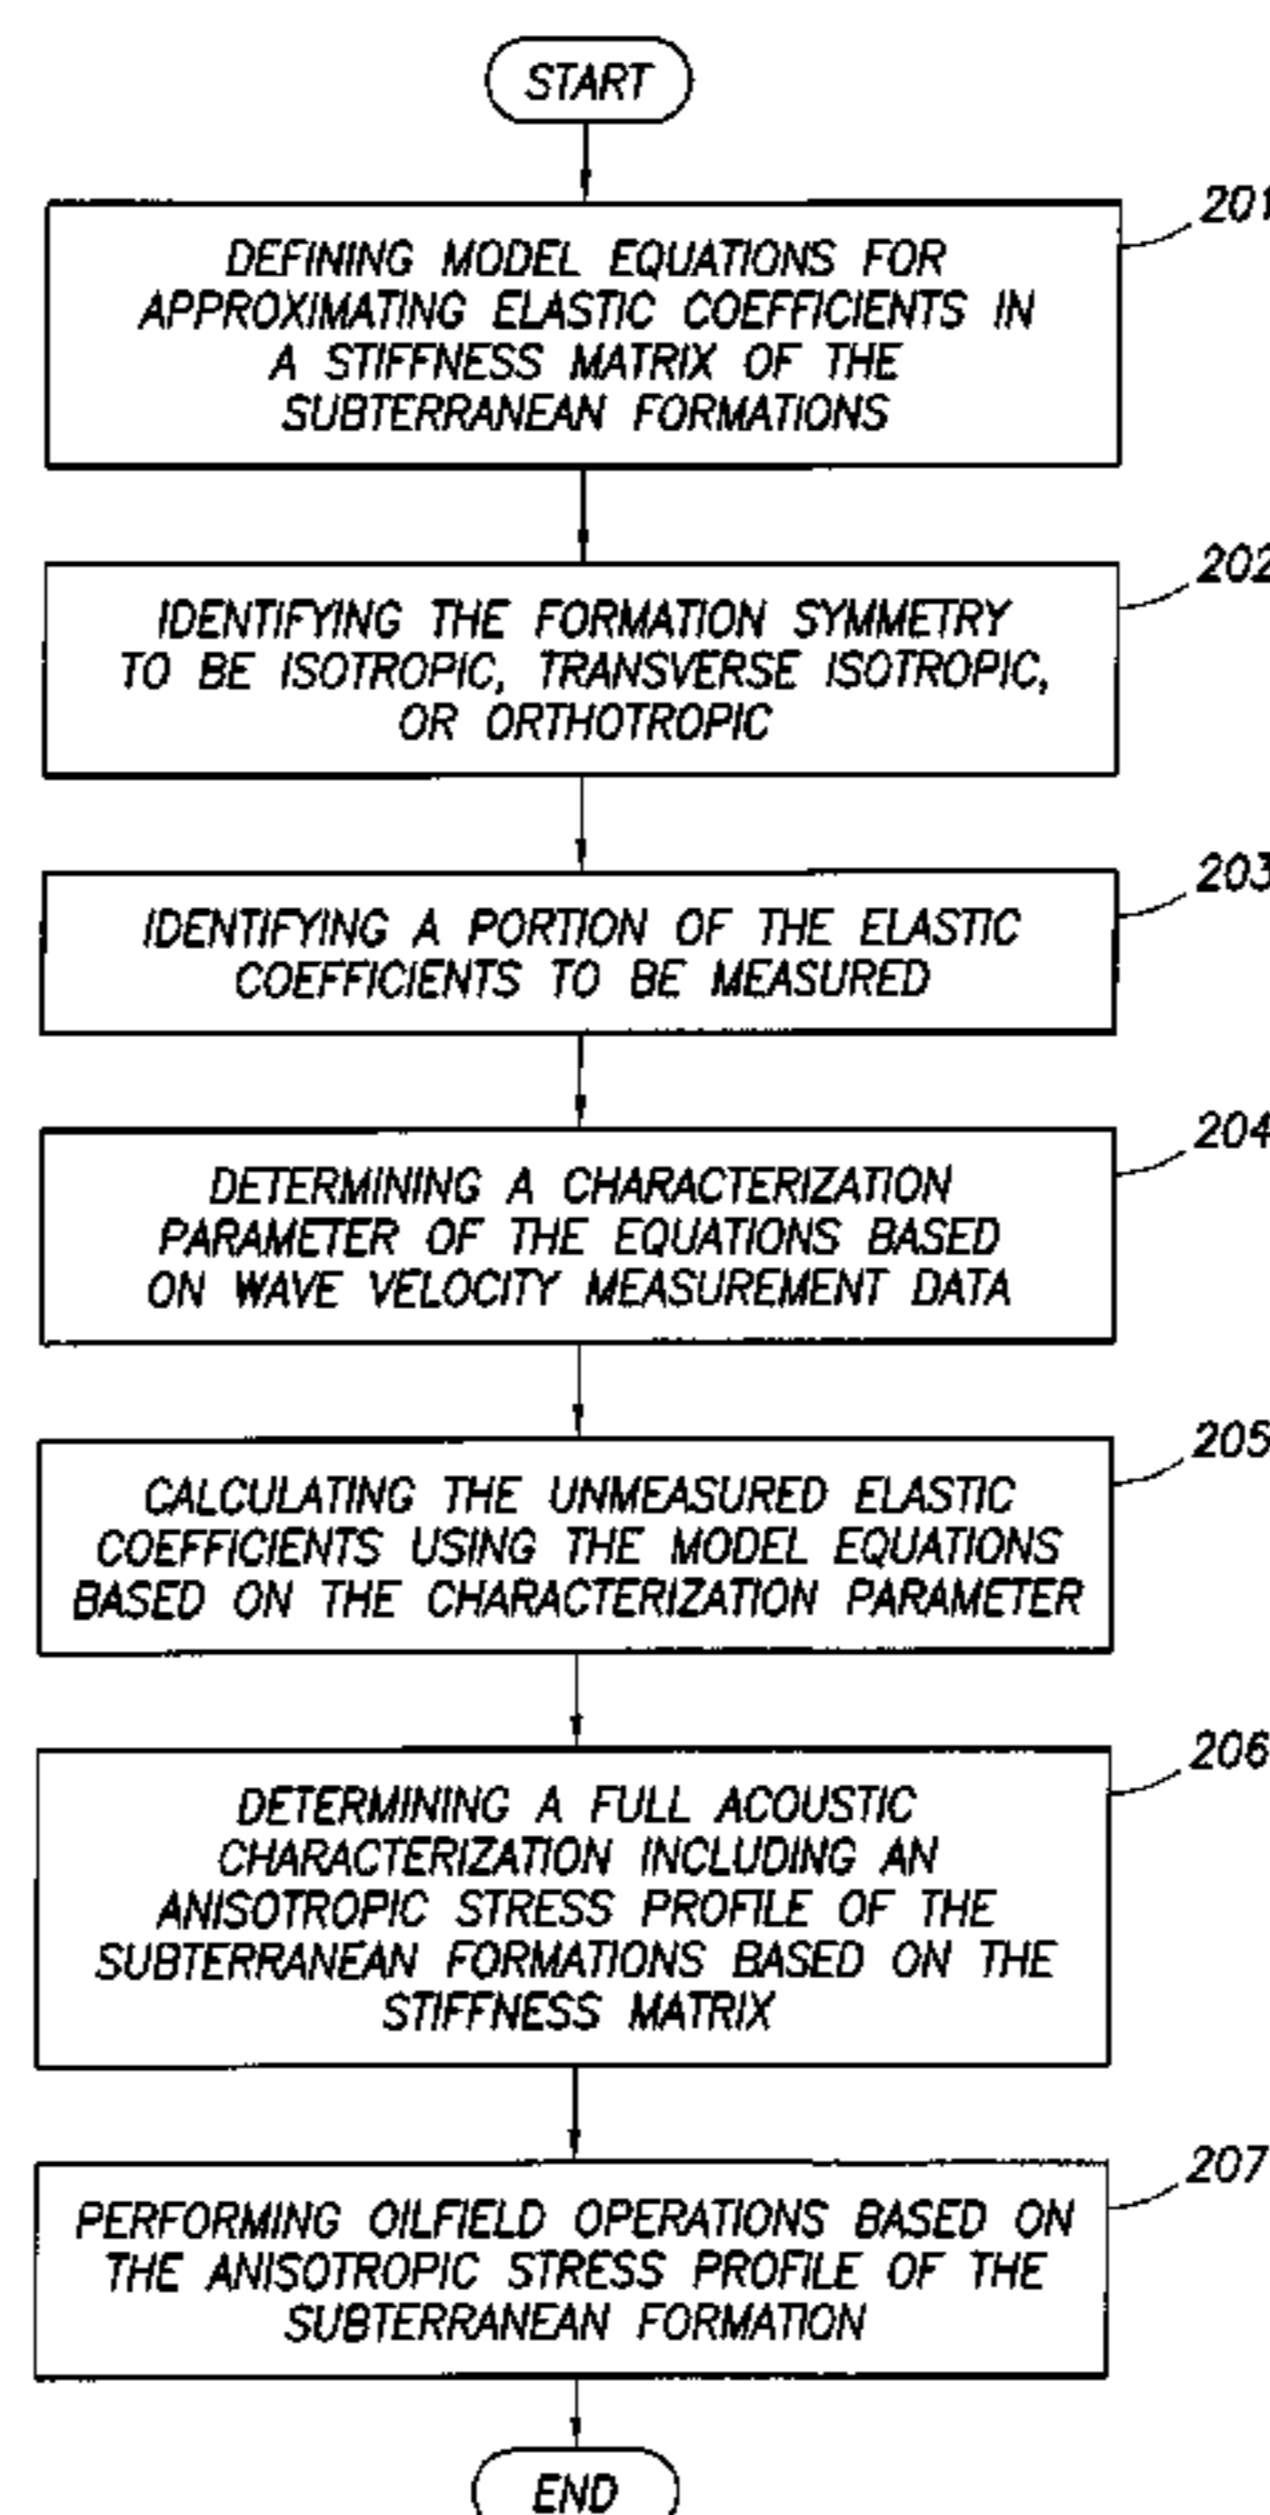 START
201
DEFINING MODEL EQUATIONS FOR
APPROXIMATING ELASTIC COEFFICIENTS IN
A STIFFNESS MATRIX OF THE
SUBTERRANEAN FORMATIONS
202
IDENTIFYING THE FORMATION SYMMETRY
TO BE ISOTROPIC, TRANSVERSE ISOTROPIC,
OR ORTHOTROPIC
203
IDENTIFYING A PORTION OF THE ELASTIC
COEFFICIENTS TO BE MEASURED
204
DETERMINING A CHARACTERIZATION
PARAMETER OF THE EQUATIONS BASED
ON WAVE VELOCITY MEASUREMENT DATA
205
CALCULATING THE UNMEASURED ELASTIC
COEFFICIENTS USING THE MODEL EQUATIONS
BASED ON THE CHARACTERIZATION PARAMETER
206
DETERMINING A FULL ACOUSTIC
CHARACTERIZATION INCLUDING AN
ANISOTROPIC STRESS PROFILE OF THE
SUBTERRANEAN FORMATIONS BASED ON THE
STIFFNESS MATRIX
207
PERFORMING OILFIELD OPERATIONS BASED ON
THE ANISOTROPIC STRESS PROFILE OF THE
SUBTERRANEAN FORMATION
END